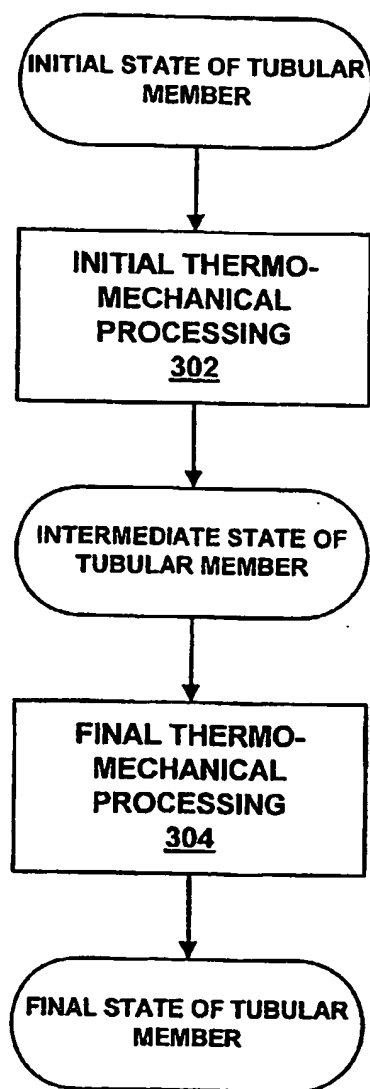 INITIAL STATE OF TUBULAR
MEMBER
INITIAL THERMO-
MECHANICAL
PROCESSING
302
INTERMEDIATE STATE OF
TUBULAR MEMBER
FINAL THERMO-
MECHANICAL
PROCESSING
304
FINAL STATE OF TUBULAR
MEMBER